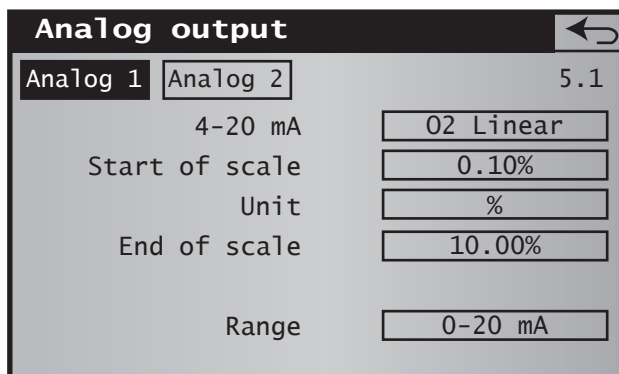 Analog output
Analog 1 Analog 2 5.1
4-20 mA O2 Linear
Start of scale 0.10%
Unit %
End of scale 10.00%
Range 0-20 mA